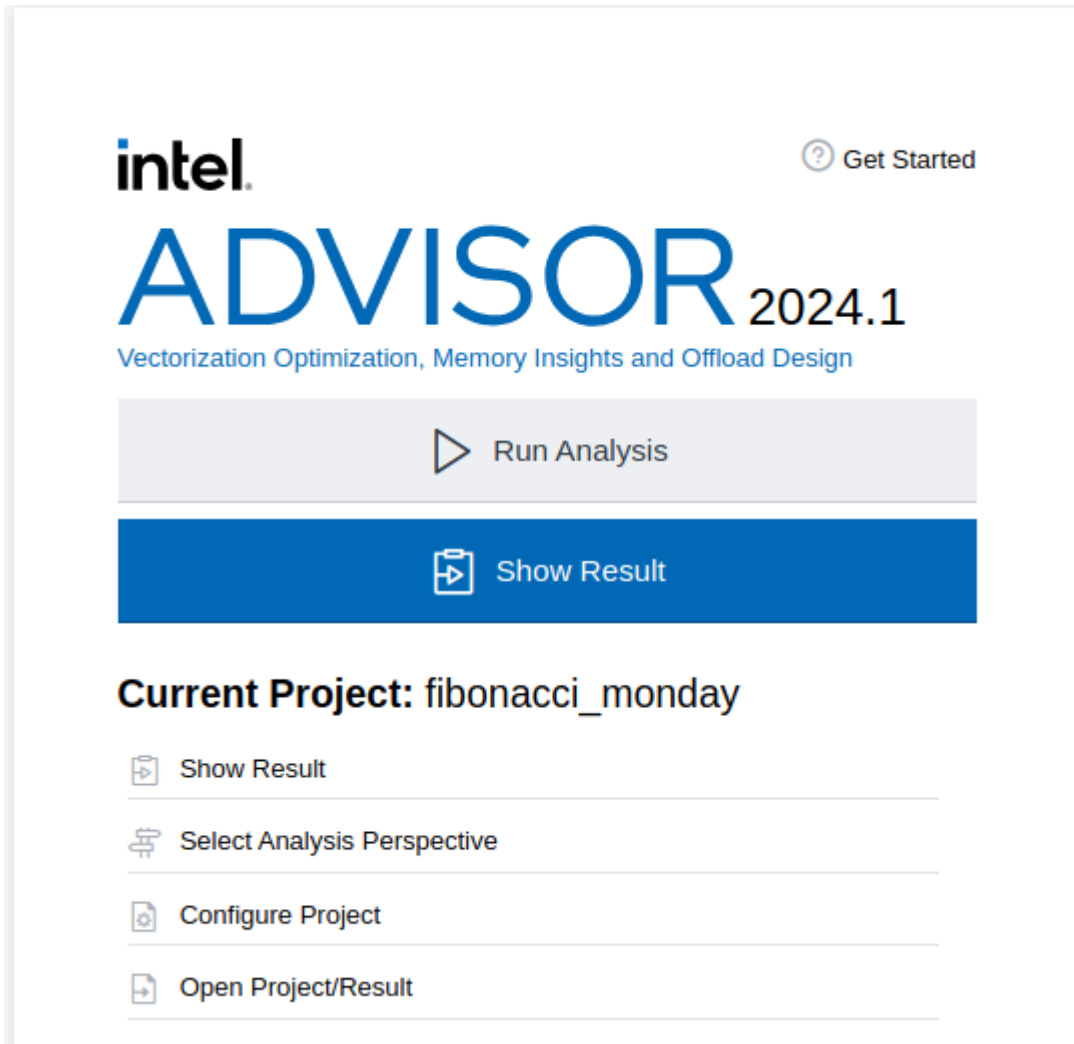 intel.
Get Started
ADVISOR 2024.1
Vectorization Optimization, Memory Insights and Offload Design
Run Analysis
Show Result
Current Project: fibonacci_monday
Show Result
Select Analysis Perspective
Configure Project
Open Project/Result